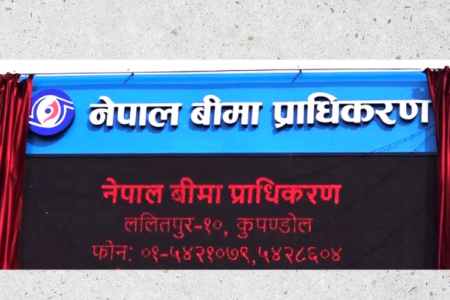 नेपाल बीमा प्राधिकरण
नेपाल बीमा प्राधिकरण
ललितपुर-१०, कुपण्डोल
फोन: ०१-५४२१०७९,५४२८६०४